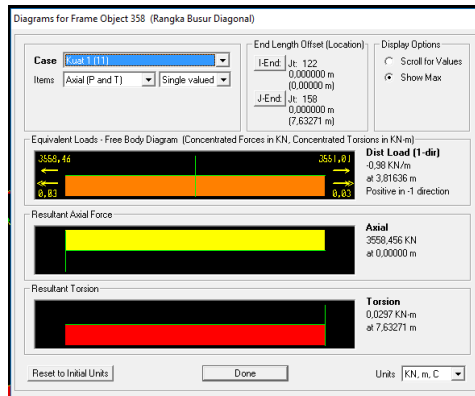 Diagrams for Frame Object 358 (Rangka Busur Diagonal)
Case Kuat 1 (11)
Items Axial (P and T) Single valued
End Length Offset (Location)
I-End: Jt: 122
0,000000 m
(0,00000 m)
J-End: Jt: 158
0,000000 m
(7,63271 m)
Display Options
Scroll for Values
Show Max
Equivalent Loads - Free Body Diagram (Concentrated Forces in KN, Concentrated Torsions in KN-m)
3558,46 3551,01
0,03 0,03
Dist Load (1-dir)
-0,98 KN/m
at 3,81636 m
Positive in -1 direction
Resultant Axial Force
Axial
3558,456 KN
at 0,00000 m
Resultant Torsion
Torsion
0,0297 KN-m
at 7,63271 m
Reset to Initial Units Done Units KN, m, C